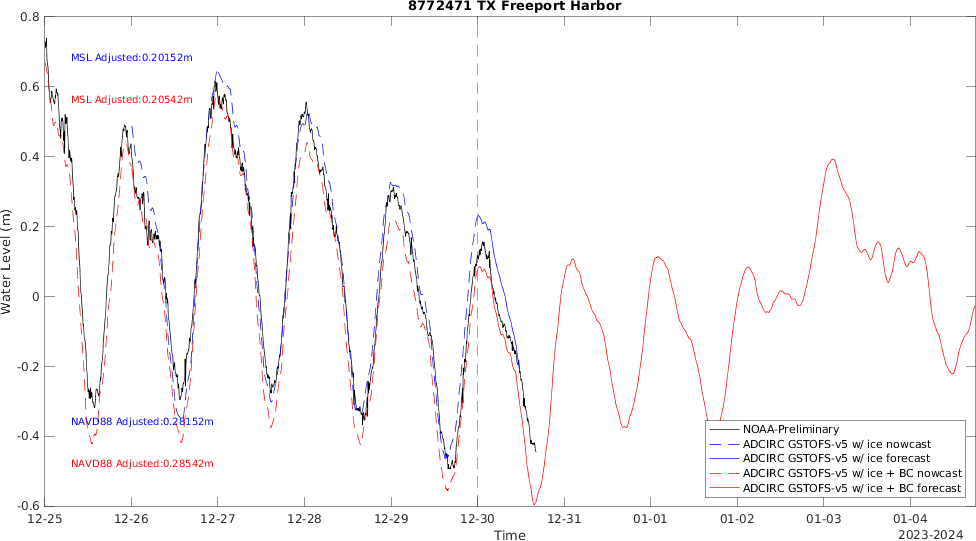 8772471 TX Freeport Harbor
0.8
0.6
0.4
0.2
0
-0.2
-0.4
-0.6
Water Level (m)
MSL Adjusted:0.20152m
MSL Adjusted:0.20542m
NAVD88 Adjusted:0.28152m
NAVD88 Adjusted:0.28542m
NOAA-Preliminary
ADCIRC GSTOFS-v5 w/ ice nowcast
ADCIRC GSTOFS-v5 w/ ice forecast
ADCIRC GSTOFS-v5 w/ ice + BC nowcast
ADCIRC GSTOFS-v5 w/ ice + BC forecast
12-25 12-26 12-27 12-28 12-29 12-30 12-31 01-01 01-02 01-03 01-04
Time
2023-2024